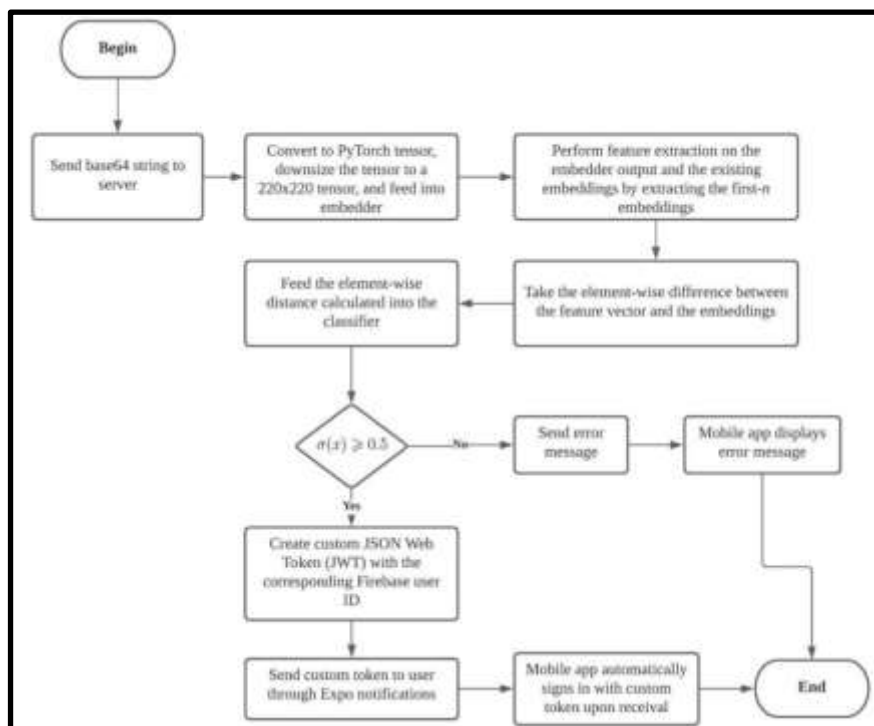 Begin
Send base64 string to
server
Convert to PyTorch tensor,
downsize the tensor to a
220x220 tensor, and feed into
embedder
Perform feature extraction on the
embedder output and the existing
embeddings by extracting the first-n
embeddings
Take the element-wise difference between
the feature vector and the embeddings
Feed the element-wise
distance calculated into the
classifier
σ(x) ⩾ 0.5
No
Send error
message
Mobile app displays
error message
Yes
Create custom JSON Web
Token (JWT) with the
corresponding Firebase user
ID
Send custom token to user
through Expo notifications
Mobile app automatically
signs in with custom
token upon receival
End